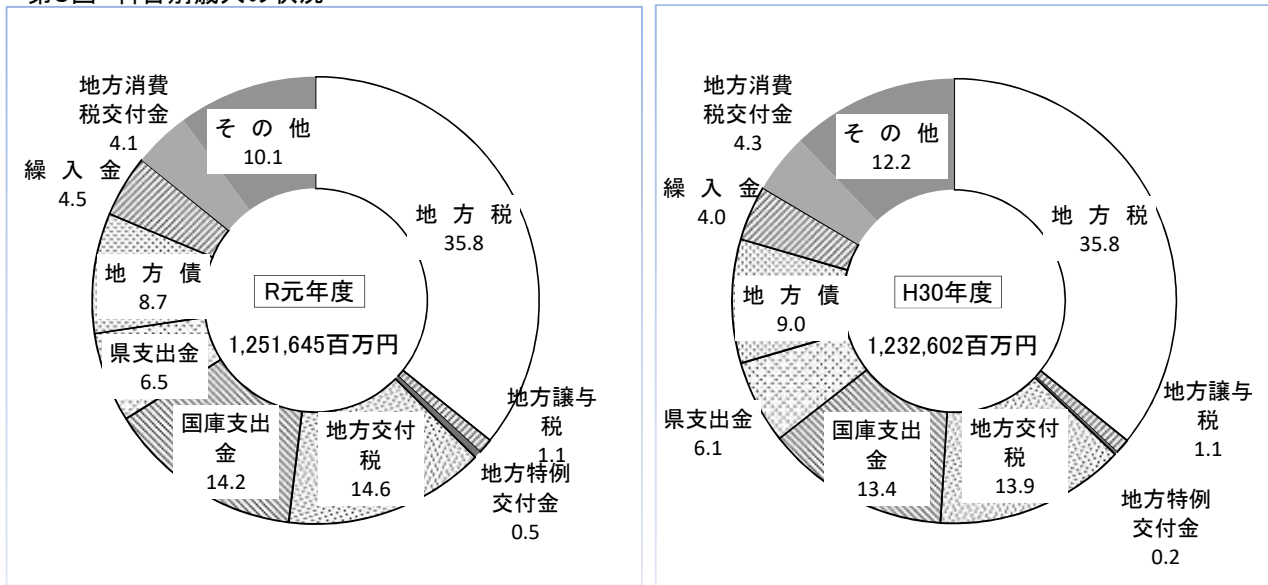 地方消費
税交付金
4.1
そ の 他
10.1
繰 入 金
4.5
地 方 税
35.8
地 方 債
8.7
R元年度
1,251,645百万円
県支出金
6.5
国庫支出
金
14.2
地方交付
税
14.6
地方譲与
税
1.1
地方特例
交付金
0.5
地方消費
税交付金
4.3
そ の 他
12.2
繰 入 金
4.0
地 方 税
35.8
地 方 債
9.0
H30年度
1,232,602百万円
県支出金
6.1
国庫支出
金
13.4
地方交付
税
13.9
地方譲与
税
1.1
地方特例
交付金
0.2